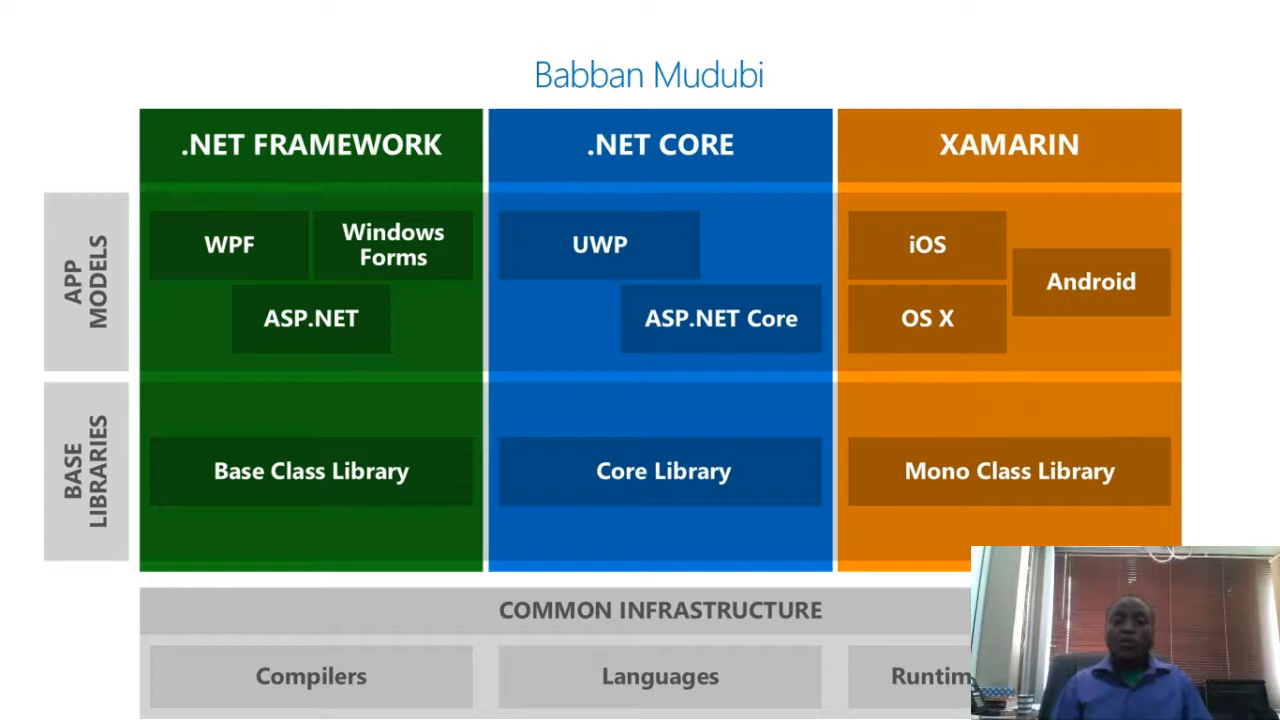 Babban Mudubi
.NET FRAMEWORK
.NET CORE
XAMARIN
APP
MODELS
WPF
Windows
Forms
ASP.NET
UWP
ASP.NET Core
iOS
Android
OS X
BASE
LIBRARIES
Base Class Library
Core Library
Mono Class Library
COMMON INFRASTRUCTURE
Compilers
Languages
Runtim